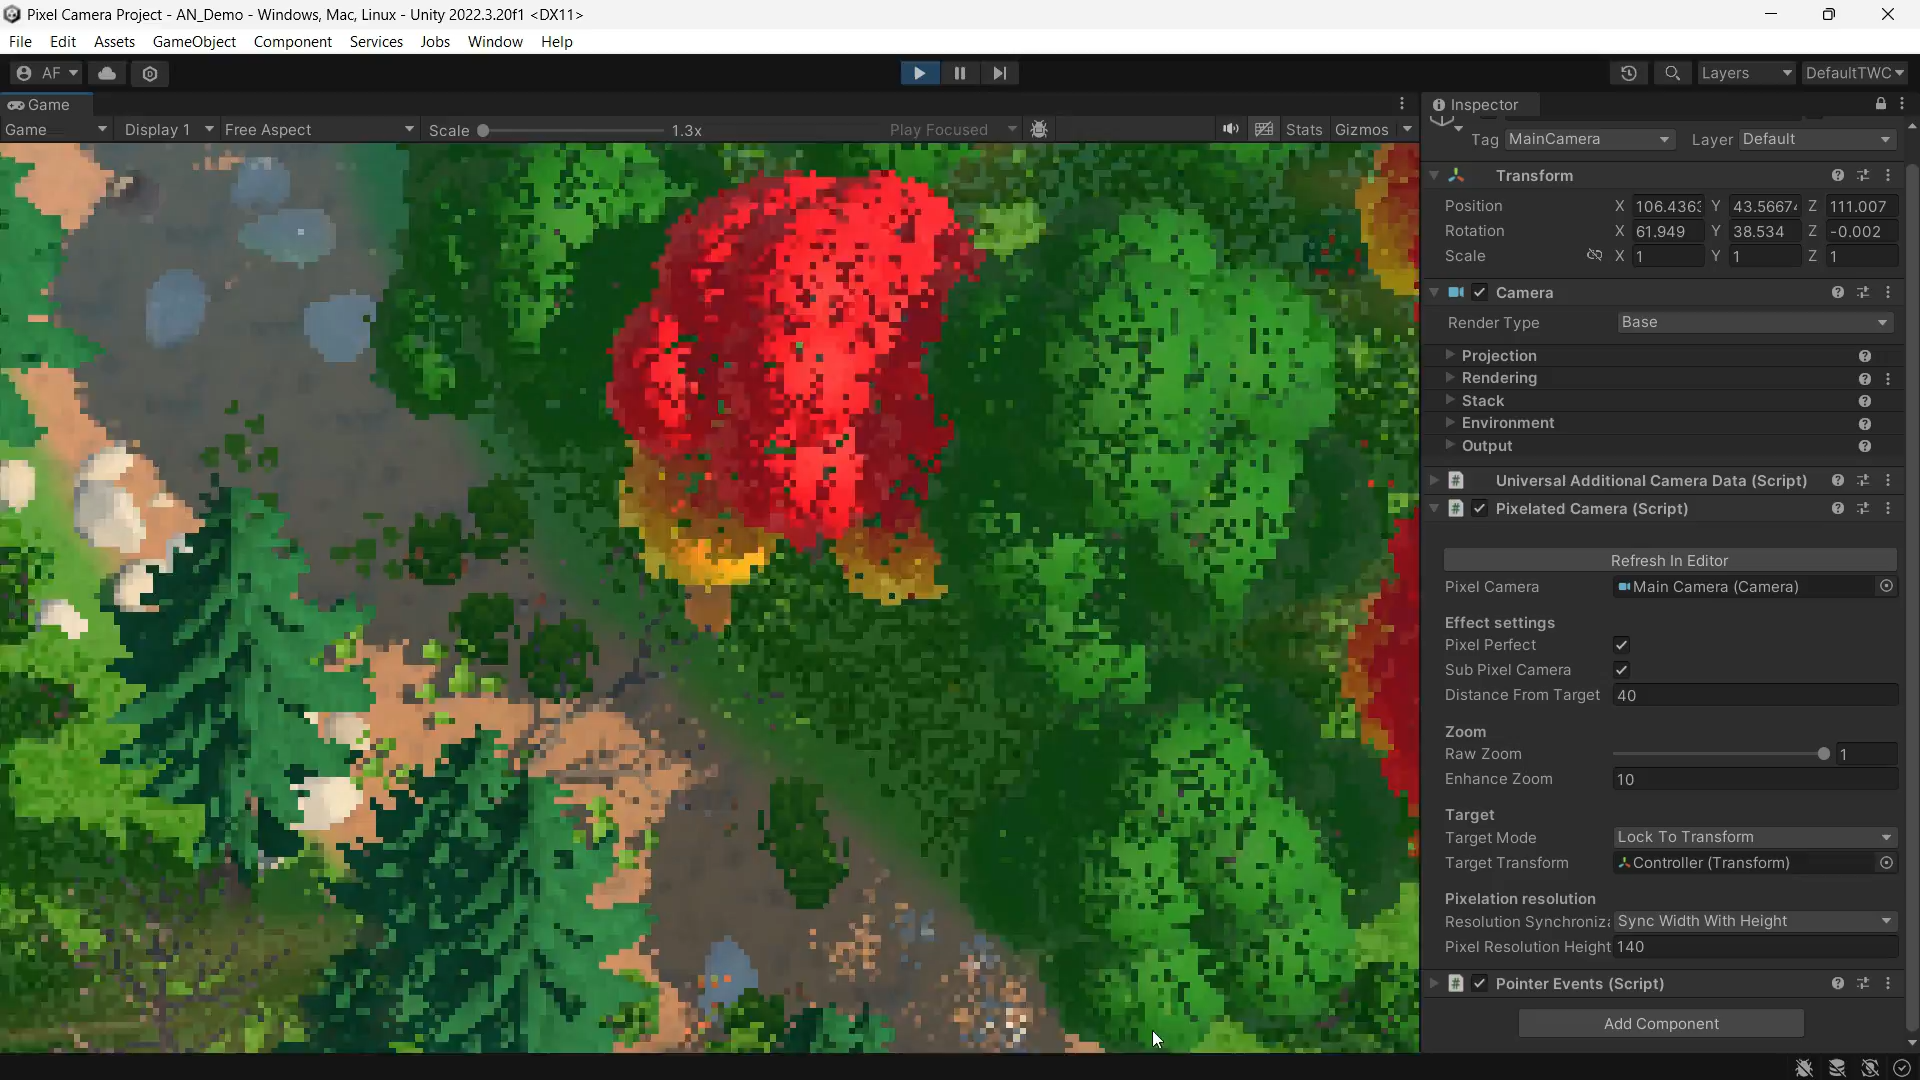 Pixel Camera Project - AN_Demo - Windows, Mac, Linux - Unity 2022.3.20f1 <DX11>
File Edit Assets GameObject Component Services Jobs Window Help
AF Layers DefaultTWC
Game Inspector
Game Display 1 Free Aspect Scale 1.3x Play Focused Stats Gizmos
Tag MainCamera Layer Default
Transform
Position X 106.4363 Y 43.5667 Z 111.007
Rotation X 61.949 Y 38.534 Z -0.002
Scale X 1 Y 1 Z 1
Camera
Render Type Base
Projection
Rendering
Stack
Environment
Output
# Universal Additional Camera Data (Script)
# Pixelated Camera (Script)
Refresh In Editor
Pixel Camera Main Camera (Camera)
Effect settings
Pixel Perfect
Sub Pixel Camera
Distance From Target 40
Zoom
Raw Zoom 1
Enhance Zoom 10
Target
Target Mode Lock To Transform
Target Transform Controller (Transform)
Pixelation resolution
Resolution Synchroniz Sync Width With Height
Pixel Resolution Height 140
# Pointer Events (Script)
Add Component